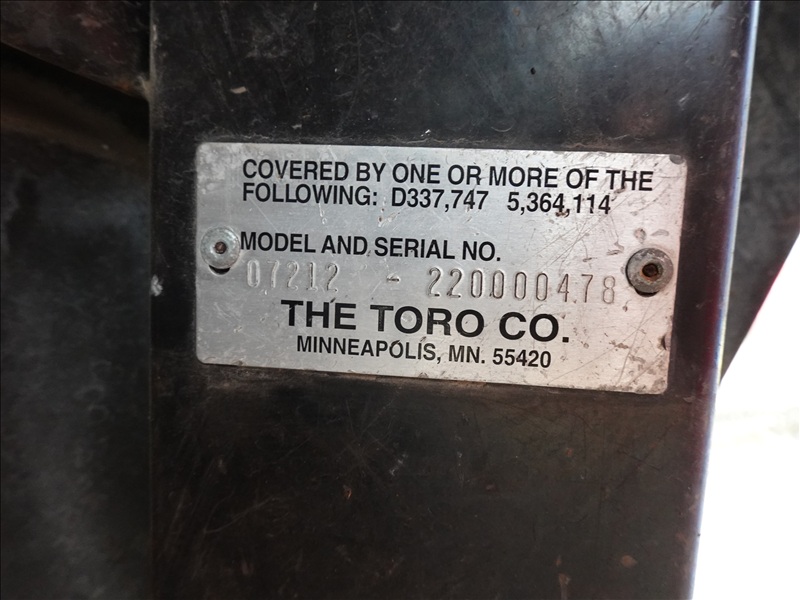 COVERED BY ONE OR MORE OF THE
FOLLOWING: D337,747 5,364,114
MODEL AND SERIAL NO.
07212 - 220000478
THE TORO CO.
MINNEAPOLIS, MN. 55420